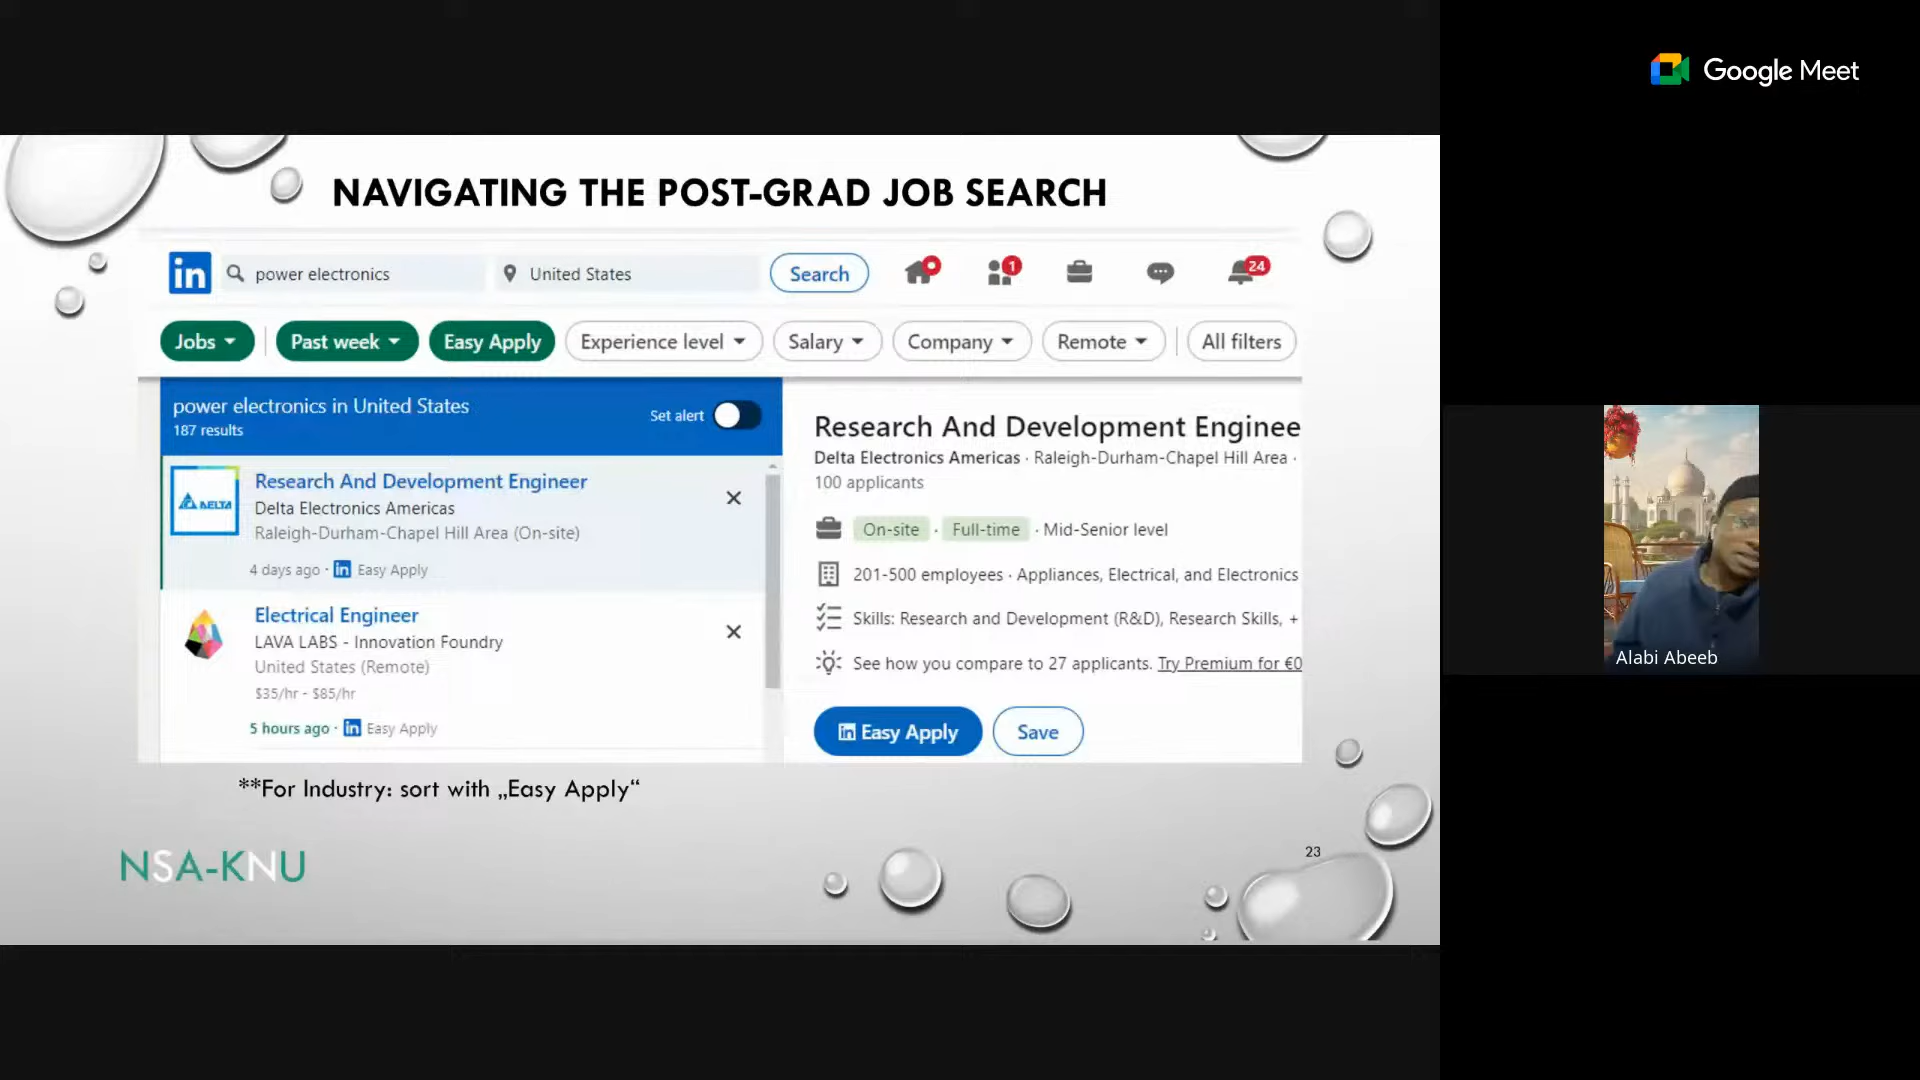 Google Meet
NAVIGATING THE POST-GRAD JOB SEARCH
in power electronics United States Search 1 24
Jobs Past week Easy Apply Experience level Salary Company Remote All filters
power electronics in United States
187 results
Set alert
DELTA
Research And Development Engineer
Delta Electronics Americas
Raleigh-Durham-Chapel Hill Area (On-site)
4 days ago · in Easy Apply
Electrical Engineer
LAVA LABS - Innovation Foundry
United States (Remote)
$35/hr - $85/hr
5 hours ago · in Easy Apply
Research And Development Enginee
Delta Electronics Americas · Raleigh-Durham-Chapel Hill Area ·
100 applicants
On-site · Full-time · Mid-Senior level
201-500 employees · Appliances, Electrical, and Electronics
Skills: Research and Development (R&D), Research Skills, +
See how you compare to 27 applicants. Try Premium for €0
in Easy Apply Save
**For Industry: sort with „Easy Apply“
NSA-KNU
23
Alabi Abeeb